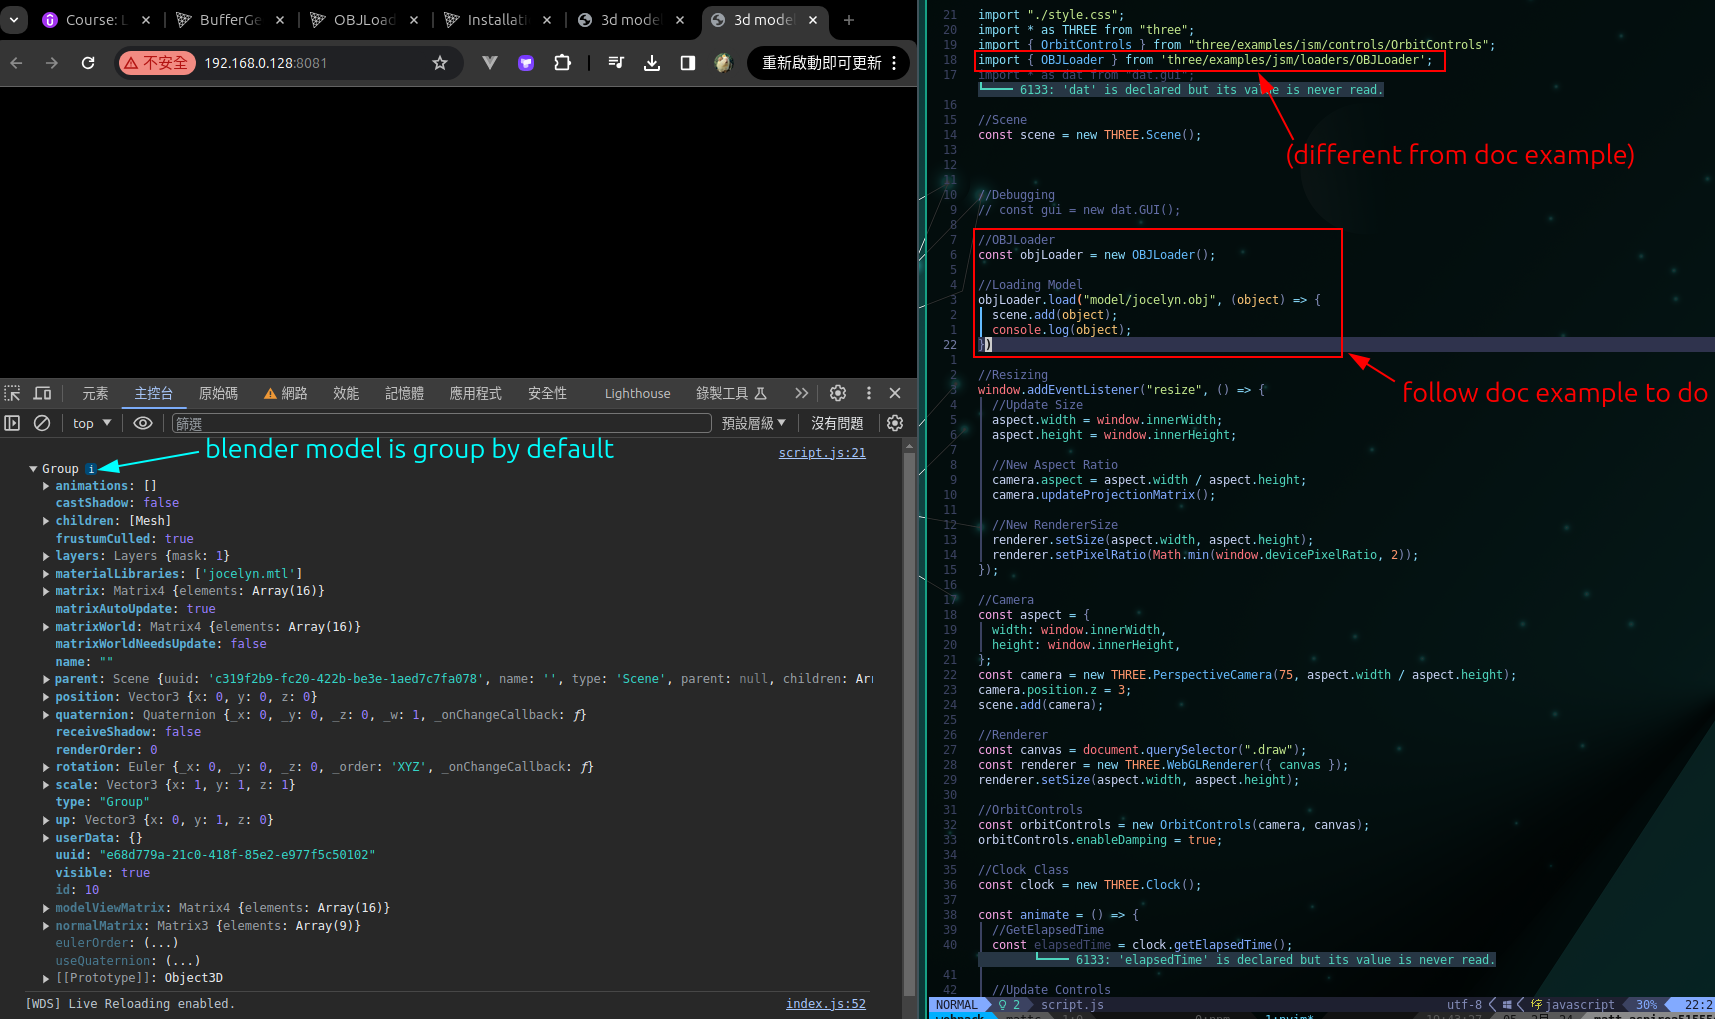 Course: L
BufferGe
OBJLoad
Installati
3d model
3d model
不安全
192.168.0.128:8081
重新啟動即可更新
元素
主控台
原始碼
網路
效能
記憶體
應用程式
安全性
Lighthouse
錄製工具
top
篩選
預設層級
沒有問題
blender model is group by default
script.js:21
Group i
animations: []
castShadow: false
children: [Mesh]
frustumCulled: true
layers: Layers {mask: 1}
materialLibraries: ['jocelyn.mtl']
matrix: Matrix4 {elements: Array(16)}
matrixAutoUpdate: true
matrixWorld: Matrix4 {elements: Array(16)}
matrixWorldNeedsUpdate: false
name: ""
parent: Scene {uuid: 'c319f2b9-fc20-422b-be3e-1aed7c7fa078', name: '', type: 'Scene', parent: null, children: Arr
position: Vector3 {x: 0, y: 0, z: 0}
quaternion: Quaternion {_x: 0, _y: 0, _z: 0, _w: 1, _onChangeCallback: ƒ}
receiveShadow: false
renderOrder: 0
rotation: Euler {_x: 0, _y: 0, _z: 0, _order: 'XYZ', _onChangeCallback: ƒ}
scale: Vector3 {x: 1, y: 1, z: 1}
type: "Group"
up: Vector3 {x: 0, y: 1, z: 0}
userData: {}
uuid: "e68d779a-21c0-418f-85e2-e977f5c50102"
visible: true
id: 10
modelViewMatrix: Matrix4 {elements: Array(16)}
normalMatrix: Matrix3 {elements: Array(9)}
eulerOrder: (...)
useQuaternion: (...)
[[Prototype]]: Object3D
[WDS] Live Reloading enabled.
index.js:52
21 import "./style.css";
20 import * as THREE from "three";
19 import { OrbitControls } from "three/examples/jsm/controls/OrbitControls";
18 import { OBJLoader } from 'three/examples/jsm/loaders/OBJLoader';
17 import * as dat from "dat.gui";
6133: 'dat' is declared but its value is never read.
16
15 //Scene
14 const scene = new THREE.Scene();
(different from doc example)
13
12
11
10 //Debugging
9 // const gui = new dat.GUI();
8
7 //OBJLoader
6 const objLoader = new OBJLoader();
5
4 //Loading Model
3 objLoader.load("model/jocelyn.obj", (object) => {
2 scene.add(object);
1 console.log(object);
22 })
follow doc example to do
1
2 //Resizing
3 window.addEventListener("resize", () => {
4 //Update Size
5 aspect.width = window.innerWidth;
6 aspect.height = window.innerHeight;
7
8 //New Aspect Ratio
9 camera.aspect = aspect.width / aspect.height;
10 camera.updateProjectionMatrix();
11
12 //New RendererSize
13 renderer.setSize(aspect.width, aspect.height);
14 renderer.setPixelRatio(Math.min(window.devicePixelRatio, 2));
15 });
16
17 //Camera
18 const aspect = {
19 width: window.innerWidth,
20 height: window.innerHeight,
21 };
22 const camera = new THREE.PerspectiveCamera(75, aspect.width / aspect.height);
23 camera.position.z = 3;
24 scene.add(camera);
25
26 //Renderer
27 const canvas = document.querySelector(".draw");
28 const renderer = new THREE.WebGLRenderer({ canvas });
29 renderer.setSize(aspect.width, aspect.height);
30
31 //OrbitControls
32 const orbitControls = new OrbitControls(camera, canvas);
33 orbitControls.enableDamping = true;
34
35 //Clock Class
36 const clock = new THREE.Clock();
37
38 const animate = () => {
39 //GetElapsedTime
40 const elapsedTime = clock.getElapsedTime();
6133: 'elapsedTime' is declared but its value is never read.
41
42 //Update Controls
NORMAL 2 script.js utf-8 javascript 30% 22:2